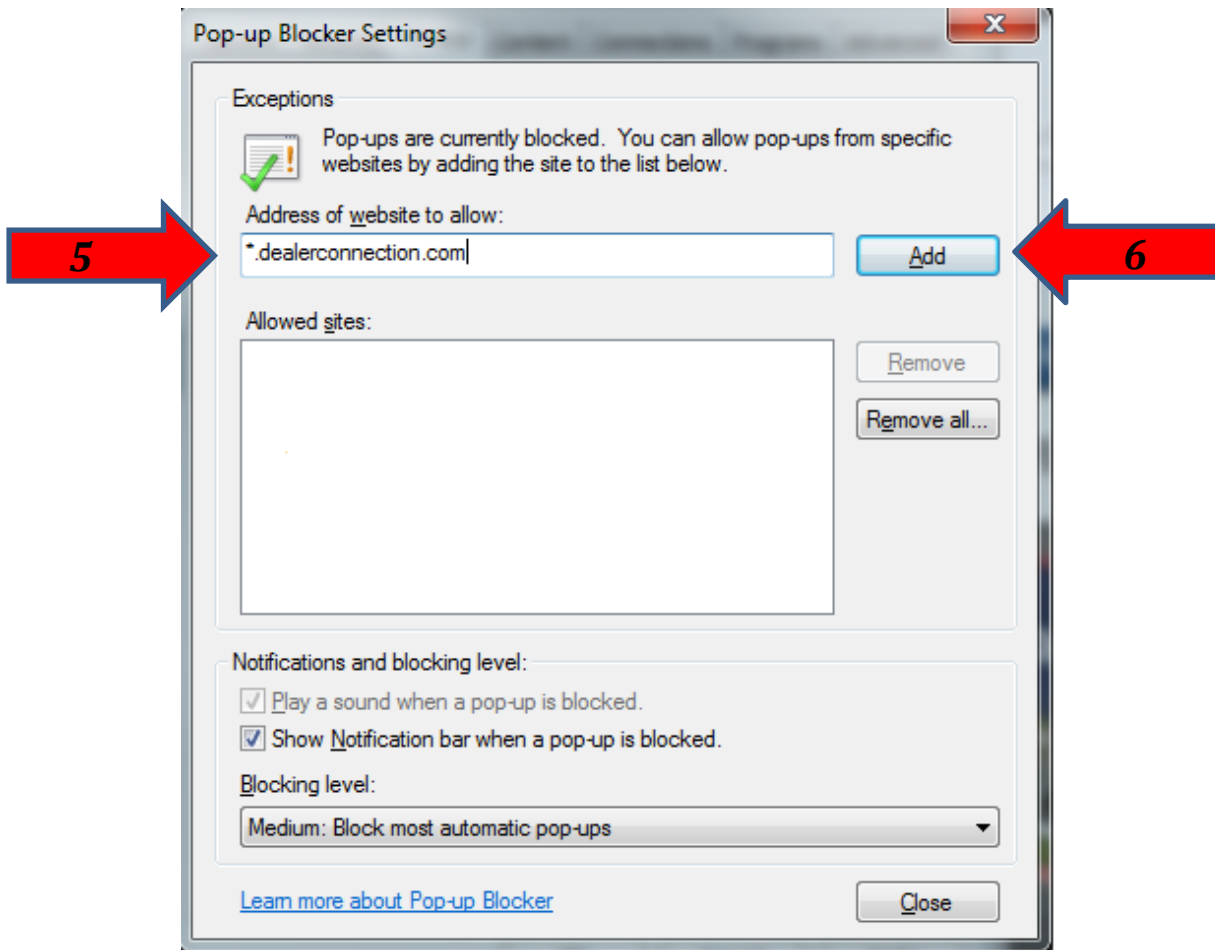 Pop-up Blocker Settings
Exceptions
Pop-ups are currently blocked. You can allow pop-ups from specific
websites by adding the site to the list below.
Address of website to allow:
5
*.dealerconnection.com
Add
6
Allowed sites:
Remove
Remove all...
Notifications and blocking level:
Play a sound when a pop-up is blocked.
Show Notification bar when a pop-up is blocked.
Blocking level:
Medium: Block most automatic pop-ups
Learn more about Pop-up Blocker
Close